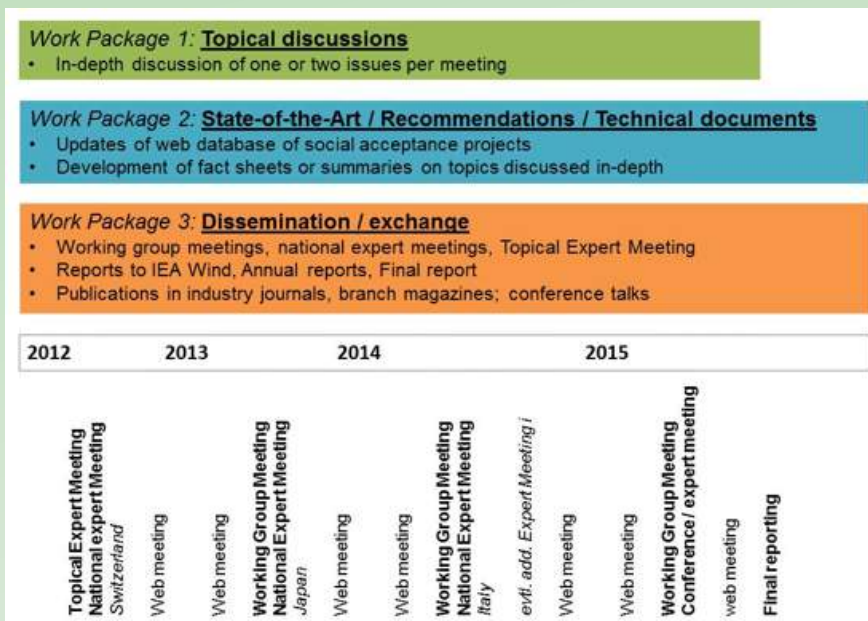 Work Package 1: Topical discussions
• In-depth discussion of one or two issues per meeting
Work Package 2: State-of-the-Art / Recommendations / Technical documents
• Updates of web database of social acceptance projects
• Development of fact sheets or summaries on topics discussed in-depth
Work Package 3: Dissemination / exchange
• Working group meetings, national expert meetings, Topical Expert Meeting
• Reports to IEA Wind, Annual reports, Final report
• Publications in industry journals, branch magazines; conference talks
2012 2013 2014 2015
Topical Expert Meeting
National expert Meeting
Switzerland
Web meeting
Web meeting
Working Group Meeting
National Expert Meeting
Japan
Web meeting
Web meeting
Working Group Meeting
National Expert Meeting
Italy
evtl. add. Expert Meeting i
Web meeting
Web meeting
Working Group Meeting
Conference/ expert meeting
web meeting
Final reporting